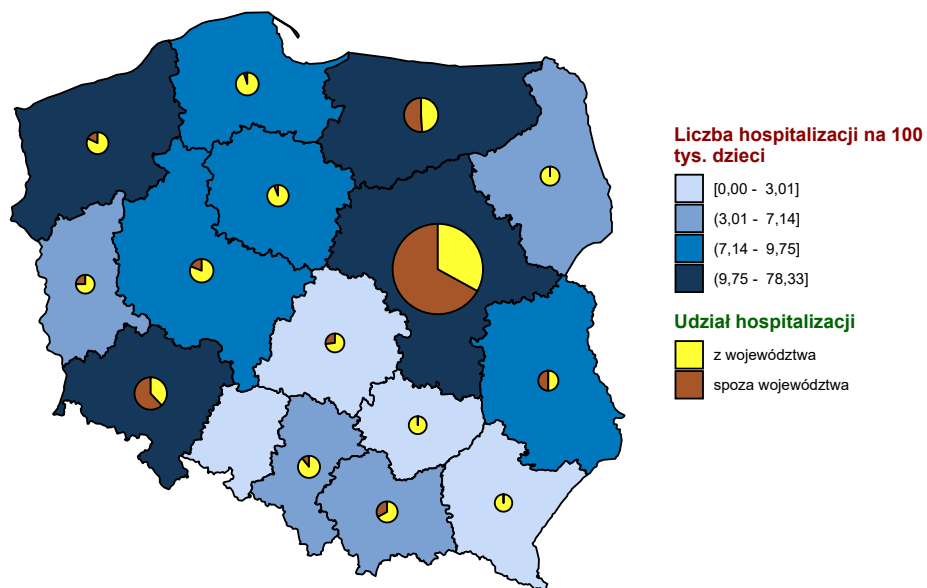 Liczba hospitalizacji na 100
tys. dzieci
[0,00 - 3,01]
(3,01 - 7,14]
(7,14 - 9,75]
(9,75 - 78,33]
Udział hospitalizacji
z województwa
spoza województwa